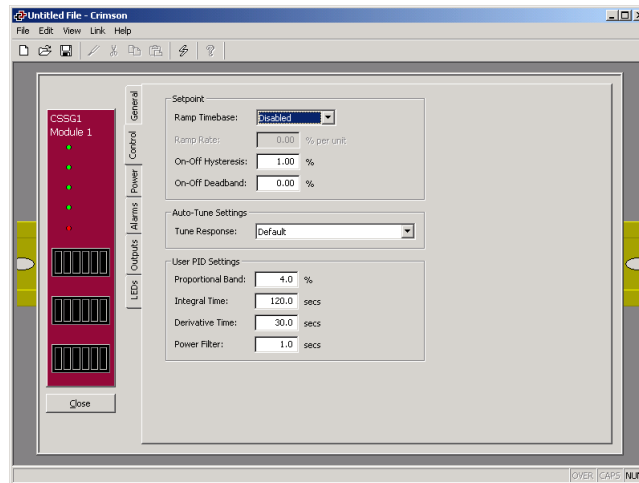 Untitled File - Crimson
File Edit View Link Help
CSSG1
Module 1
Close
General
Control
Power
Alarms
Outputs
LEDs
Setpoint
Ramp Timebase: Disabled
Ramp Rate: 0.00 % per unit
On-Off Hysteresis: 1.00 %
On-Off Deadband: 0.00 %
Auto-Tune Settings
Tune Response: Default
User PID Settings
Proportional Band: 4.0 %
Integral Time: 120.0 secs
Derivative Time: 30.0 secs
Power Filter: 1.0 secs
OVER CAPS NUM